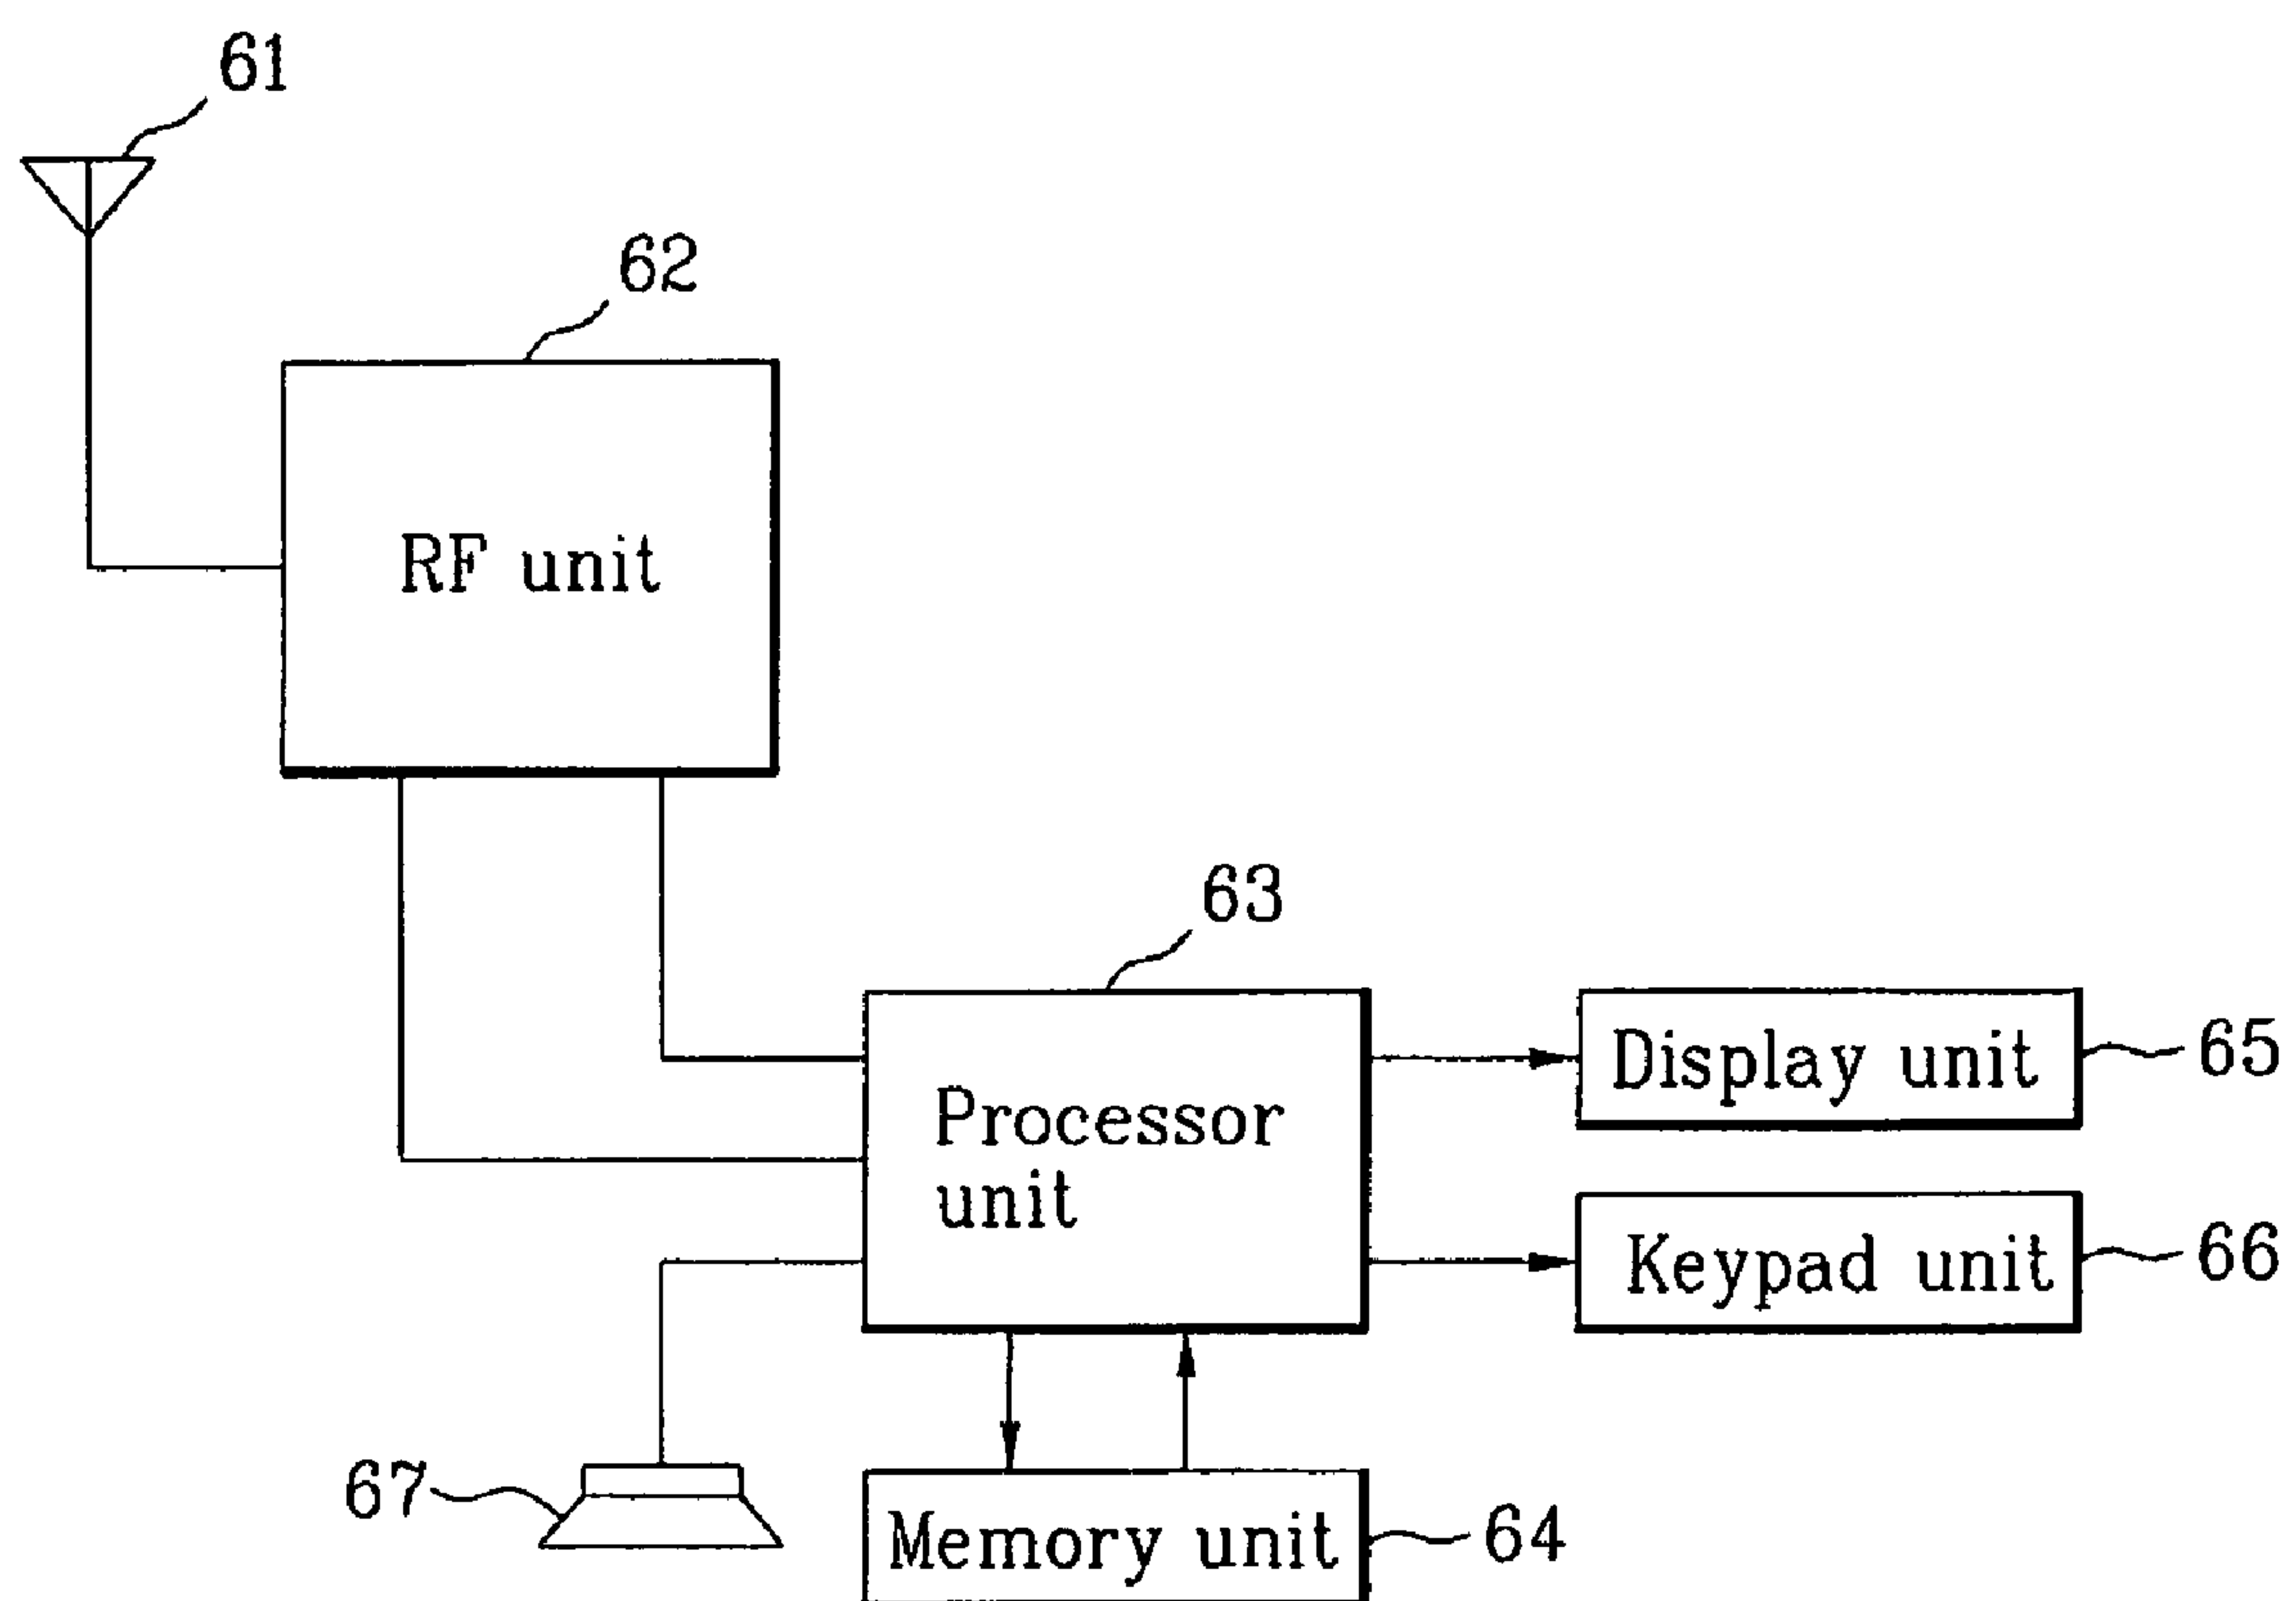 61
62
RF unit
63
Processor
unit
Display unit
65
Keypad unit
66
67
Memory unit
64